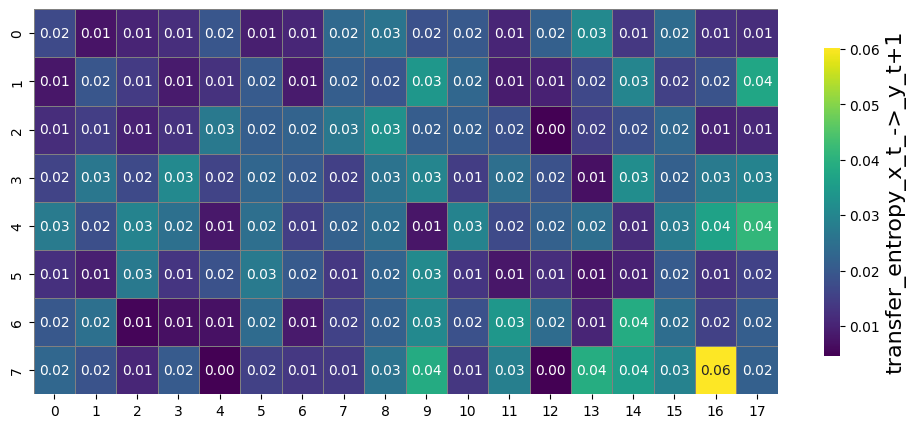 0 0.02 0.01 0.01 0.01 0.02 0.01 0.01 0.02 0.03 0.02 0.02 0.01 0.02 0.03 0.01 0.02 0.01 0.01
1 0.01 0.02 0.01 0.01 0.01 0.02 0.01 0.02 0.02 0.03 0.02 0.01 0.01 0.02 0.03 0.02 0.02 0.04
2 0.01 0.01 0.01 0.01 0.03 0.02 0.02 0.03 0.03 0.02 0.02 0.02 0.00 0.02 0.02 0.02 0.01 0.01
3 0.02 0.03 0.02 0.03 0.02 0.02 0.02 0.02 0.03 0.03 0.01 0.02 0.02 0.01 0.03 0.02 0.03 0.03
4 0.03 0.02 0.03 0.02 0.01 0.02 0.01 0.02 0.02 0.01 0.03 0.02 0.02 0.02 0.01 0.03 0.04 0.04
5 0.01 0.01 0.03 0.01 0.02 0.03 0.02 0.01 0.02 0.03 0.01 0.01 0.01 0.01 0.01 0.02 0.01 0.02
6 0.02 0.02 0.01 0.01 0.01 0.02 0.01 0.02 0.02 0.03 0.02 0.03 0.02 0.01 0.04 0.02 0.02 0.02
7 0.02 0.02 0.01 0.02 0.00 0.02 0.01 0.01 0.03 0.04 0.01 0.03 0.00 0.04 0.04 0.03 0.06 0.02
0 1 2 3 4 5 6 7 8 9 10 11 12 13 14 15 16 17
0.06
0.05
0.04
0.03
0.02
0.01
transfer_entropy_x_t_->_y_t+1